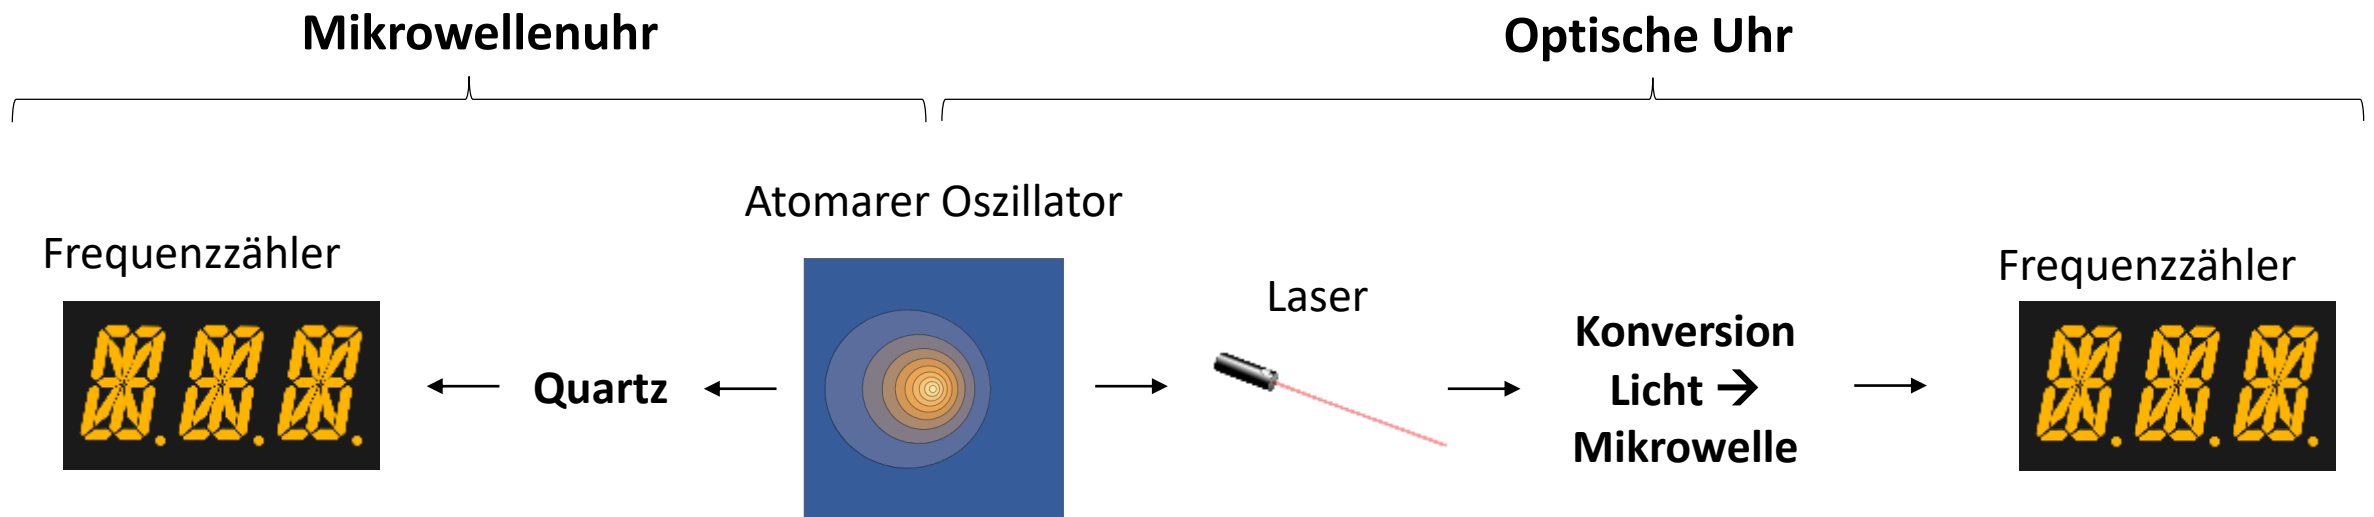 Mikrowellenuhr
Optische Uhr
Atomarer Oszillator
Frequenzzähler
Quartz
Laser
Konversion
Licht →
Mikrowelle
Frequenzzähler